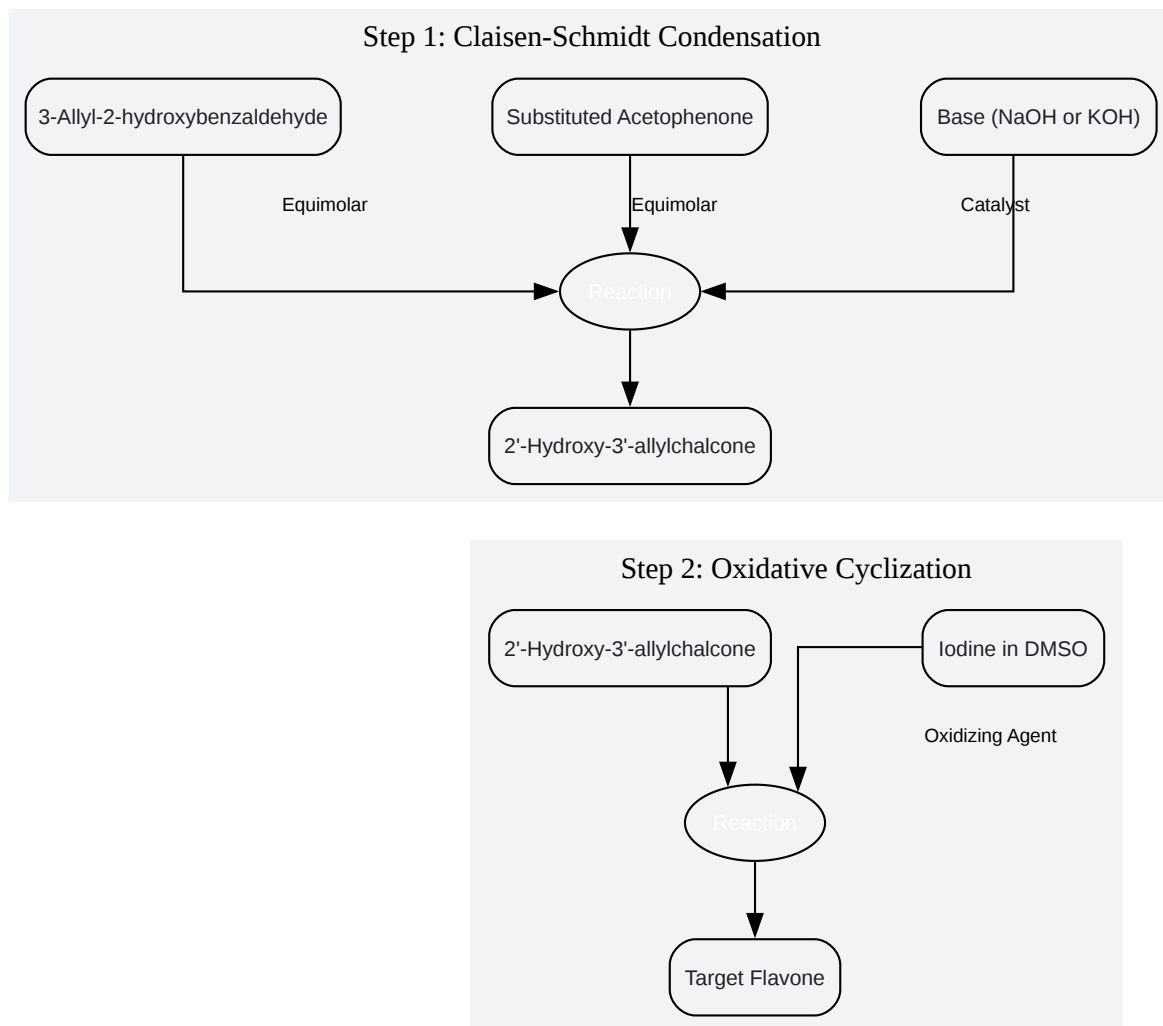 Step 1: Claisen-Schmidt Condensation
3-Allyl-2-hydroxybenzaldehyde
Substituted Acetophenone
Base (NaOH or KOH)
Equimolar
Equimolar
Catalyst
Reaction
2'-Hydroxy-3'-allylchalcone
Step 2: Oxidative Cyclization
2'-Hydroxy-3'-allylchalcone
Iodine in DMSO
Oxidizing Agent
Reaction
Target Flavone